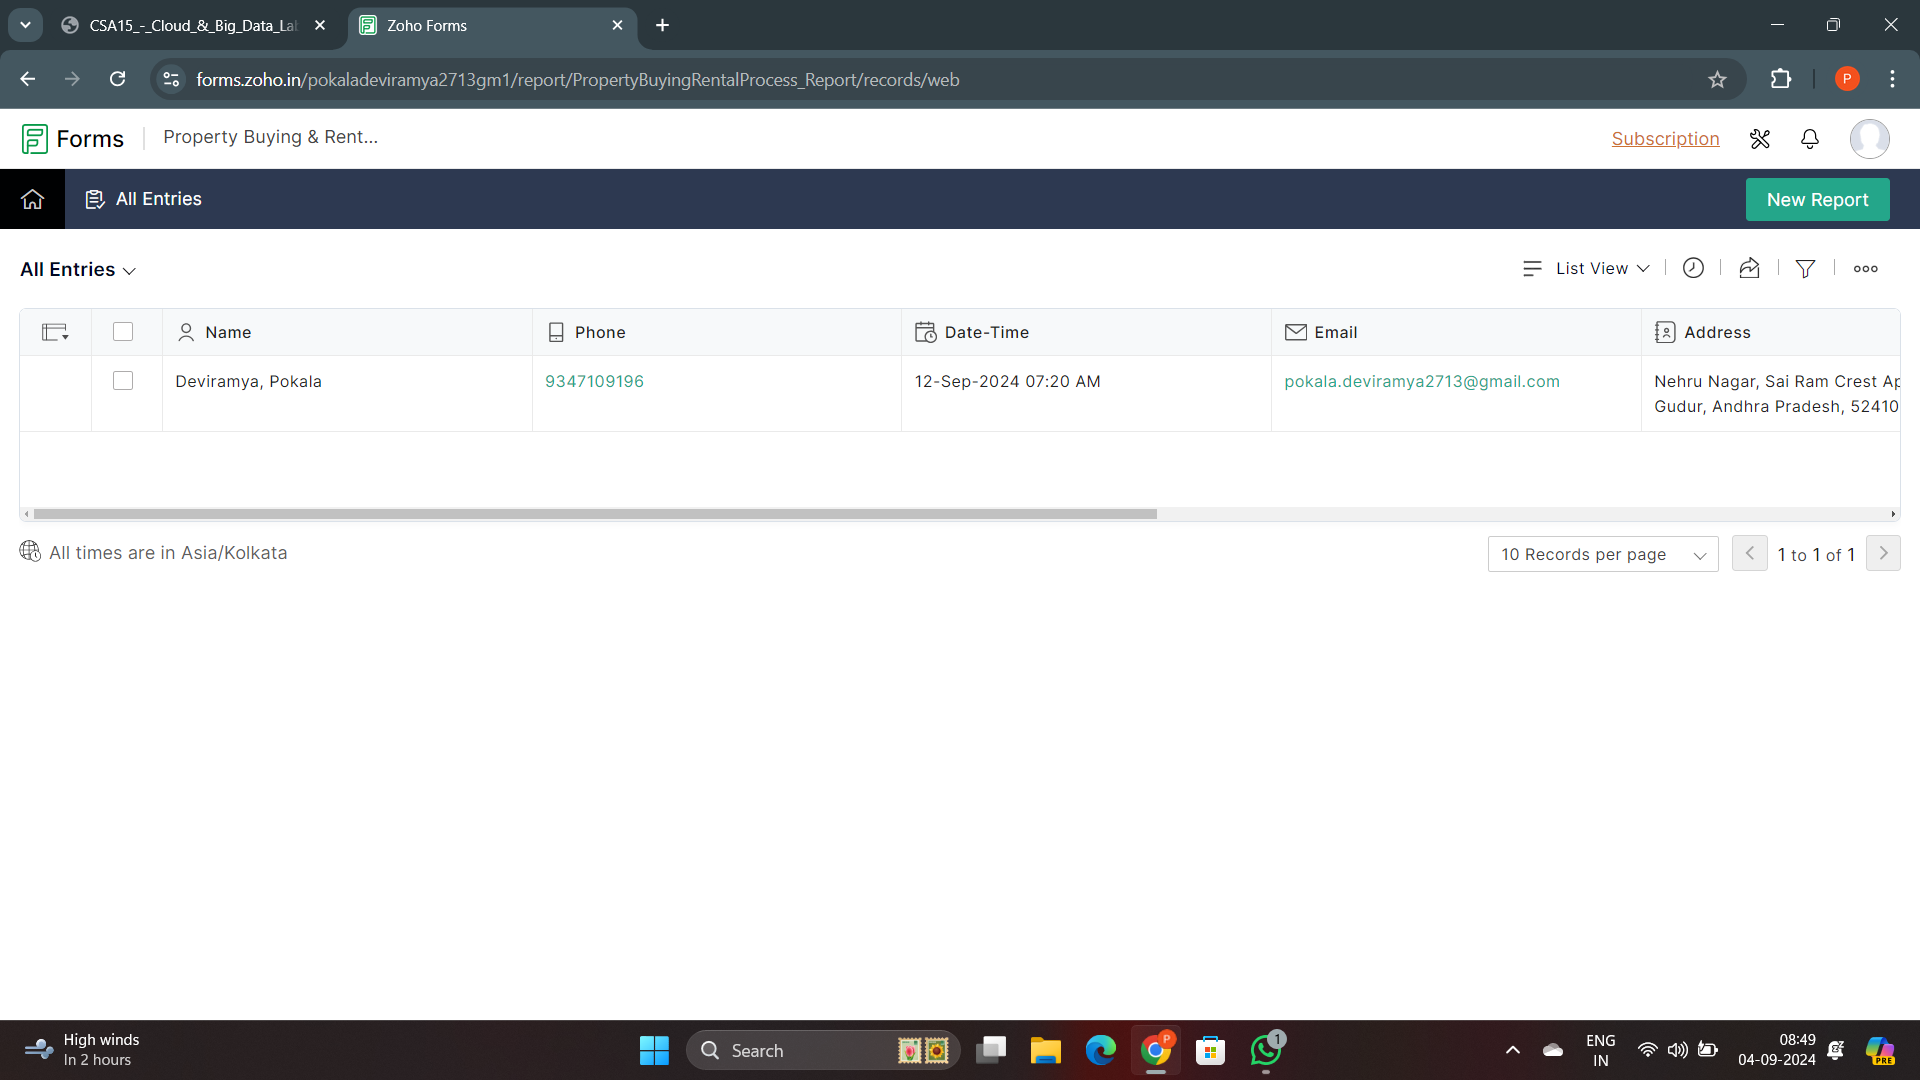 CSA15_-_Cloud_&_Big_Data_Lab
Zoho Forms
forms.zoho.in/pokaladeviramya2713gm1/report/PropertyBuyingRentalProcess_Report/records/web
P
Forms
Property Buying & Rent...
Subscription
All Entries
New Report
All Entries
List View
Name
Phone
Date-Time
Email
Address
Deviramya, Pokala
9347109196
12-Sep-2024 07:20 AM
pokala.deviramya2713@gmail.com
Nehru Nagar, Sai Ram Crest Ap
Gudur, Andhra Pradesh, 52410
All times are in Asia/Kolkata
10 Records per page
1 to 1 of 1
High winds
In 2 hours
Search
P
1
ENG
IN
08:49
04-09-2024
PRE